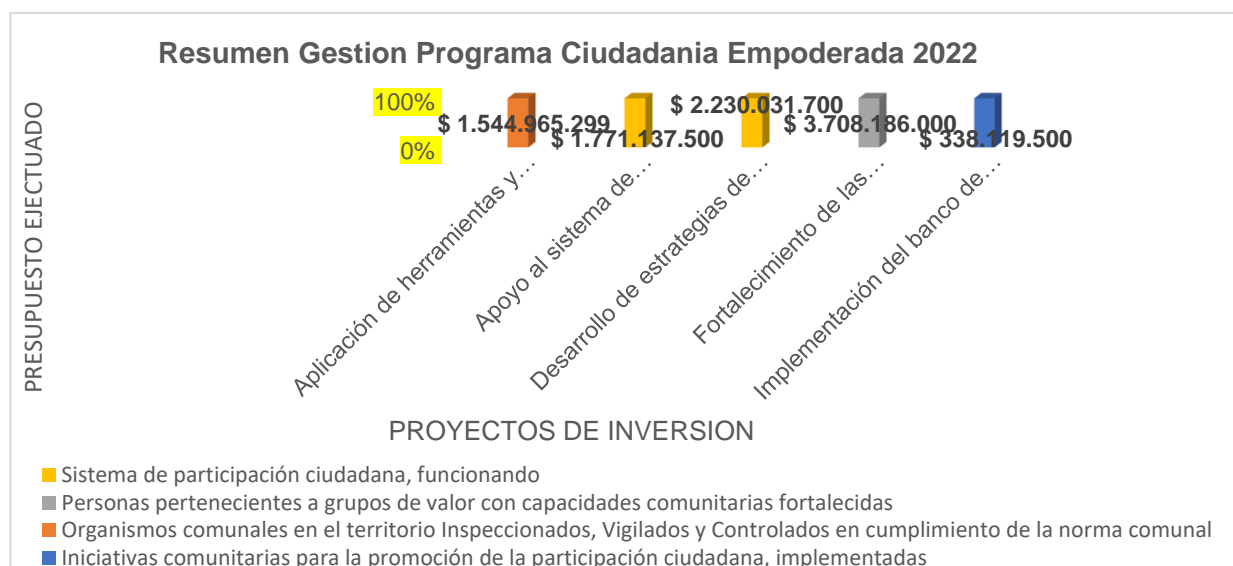 Resumen Gestion Programa Ciudadania Empoderada 2022
PRESUPUESTO EJECTUADO
100%
0%
$ 1.544.965.299
$ 1.771.137.500
$ 2.230.031.700
$ 3.708.186.000
$ 338.119.500
Aplicación de herramientas y…
Apoyo al sistema de…
Desarrollo de estrategias de…
Fortalecimiento de las…
Implementación del banco de…
PROYECTOS DE INVERSION
Sistema de participación ciudadana, funcionando
Personas pertenecientes a grupos de valor con capacidades comunitarias fortalecidas
Organismos comunales en el territorio Inspeccionados, Vigilados y Controlados en cumplimiento de la norma comunal
Iniciativas comunitarias para la promoción de la participación ciudadana, implementadas